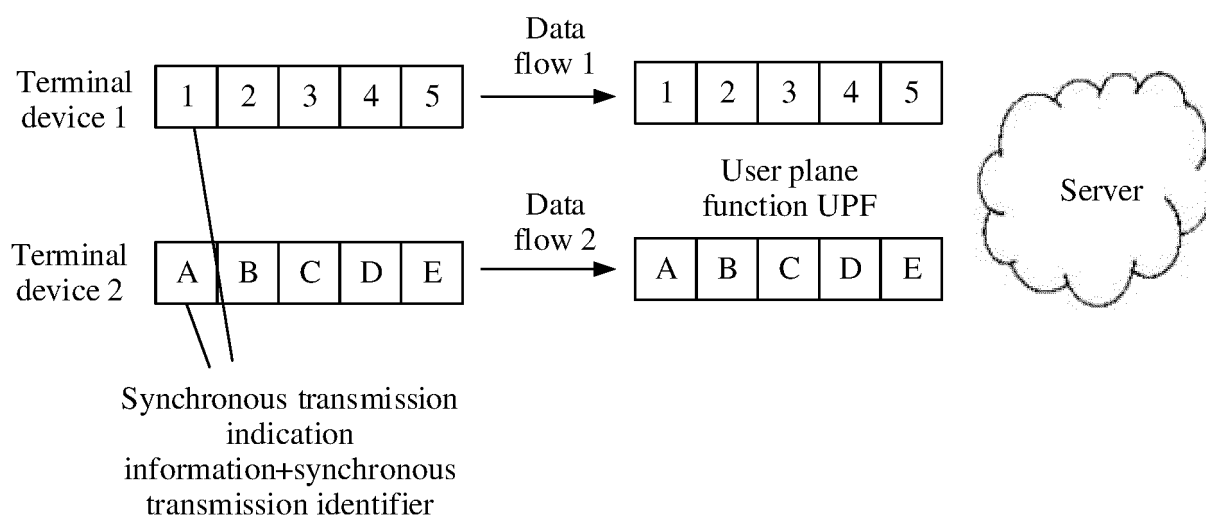 Terminal
device 1
1 2 3 4 5
Data
flow 1
1 2 3 4 5
User plane
function UPF
Server
Terminal
device 2
A B C D E
Data
flow 2
A B C D E
Synchronous transmission
indication
information+synchronous
transmission identifier